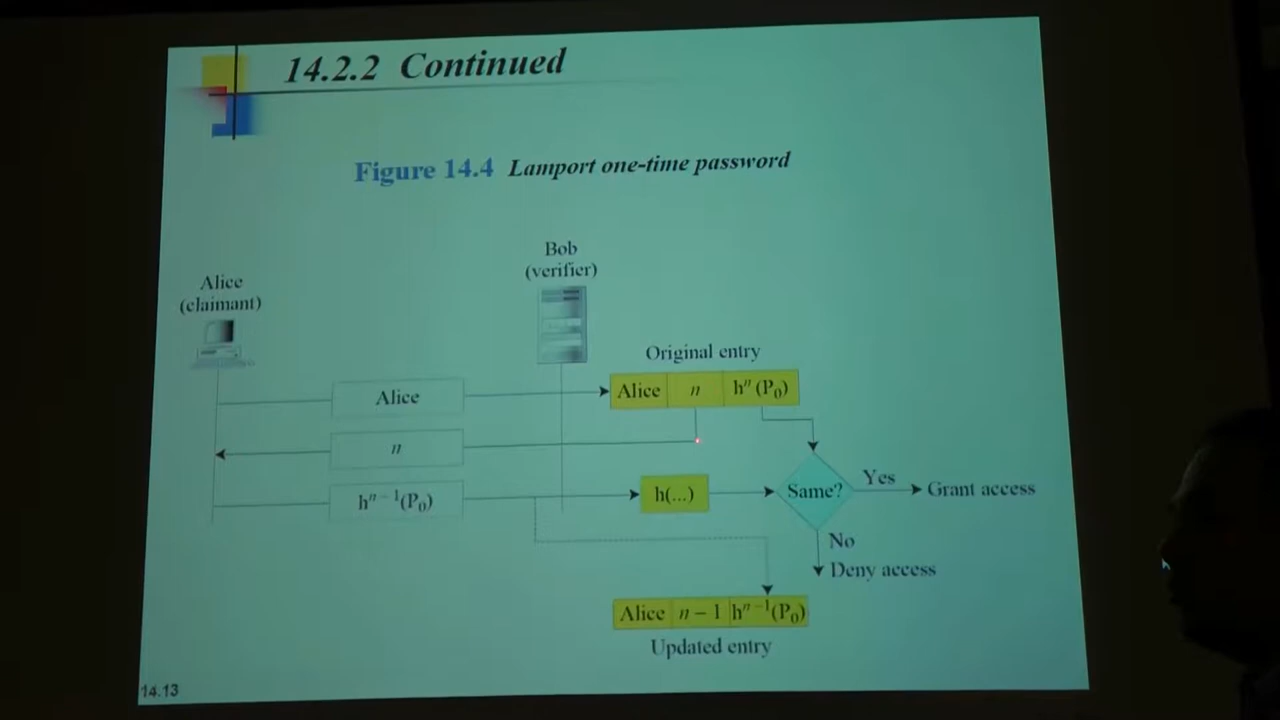 14.2.2 Continued
Figure 14.4 Lamport one-time password
Bob
(verifier)
Alice
(claimant)
Original entry
Alice n hⁿ(P₀)
Alice
n
hⁿ⁻¹(P₀)
h(...)
Same?
Yes
Grant access
No
Deny access
Alice n – 1 hⁿ⁻¹(P₀)
Updated entry
14.13